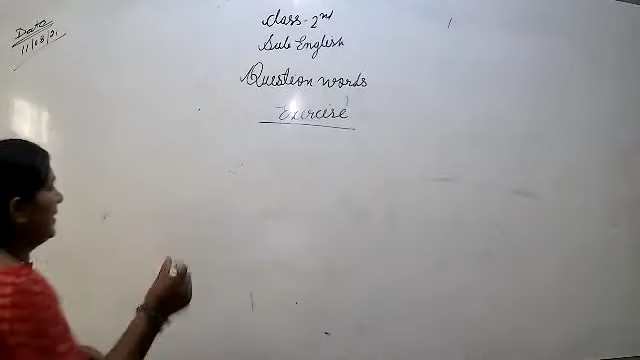 Date
11/08/21
Class-2nd
Sub English
Question words
Exercise